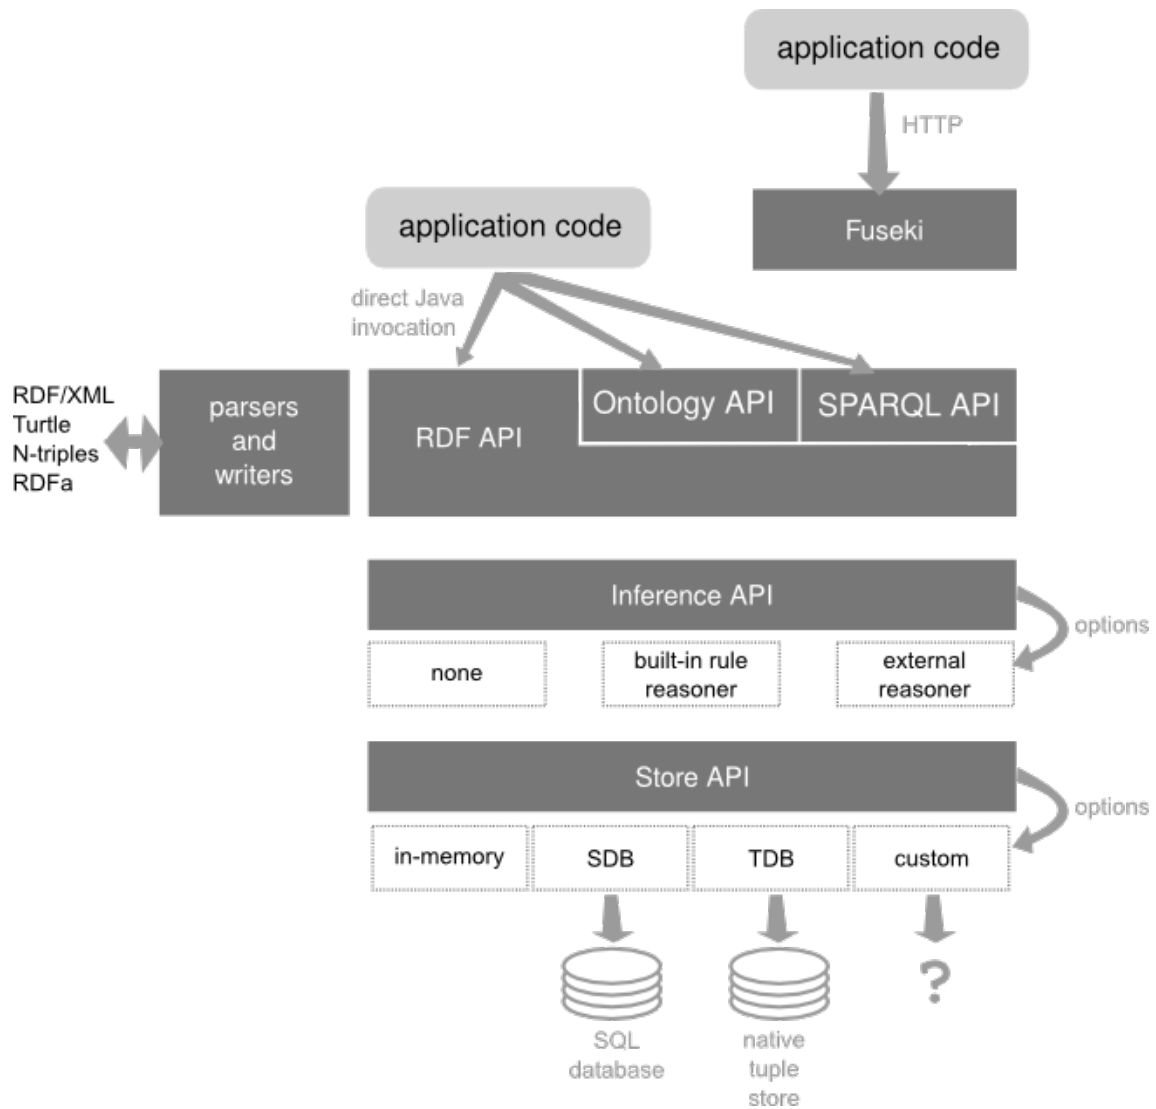 application code
HTTP
Fuseki
application code
direct Java
invocation
RDF/XML
Turtle
N-triples
RDFa
parsers
and
writers
RDF API
Ontology API
SPARQL API
Inference API
options
none
built-in rule
reasoner
external
reasoner
Store API
options
in-memory
SDB
TDB
custom
?
SQL
database
native
tuple
store